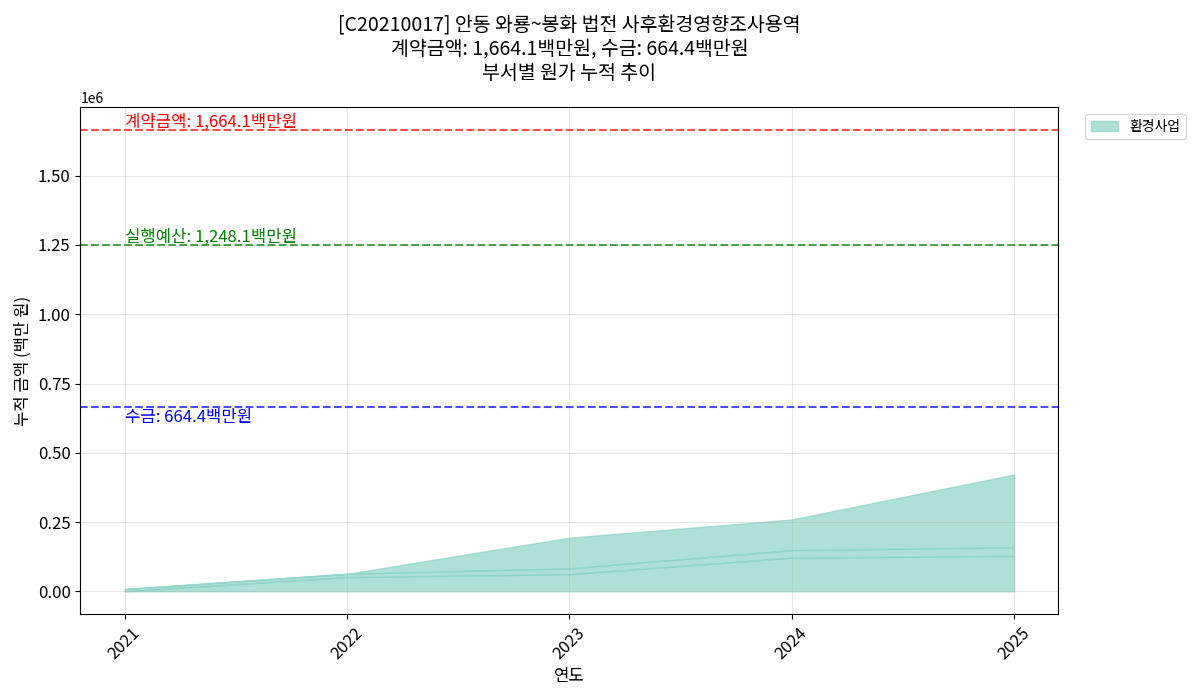 [C20210017] 안동 와룡~봉화 법전 사후환경영향조사용역
계약금액: 1,664.1백만원, 수금: 664.4백만원
부서별 원가 누적 추이
1e6
계약금액: 1,664.1백만원
환경사업
1.50
실행예산: 1,248.1백만원
1.25
1.00
0.75
수금: 664.4백만원
0.50
0.25
0.00
누적 금액 (백만 원)
2021
2022
2023
2024
2025
연도